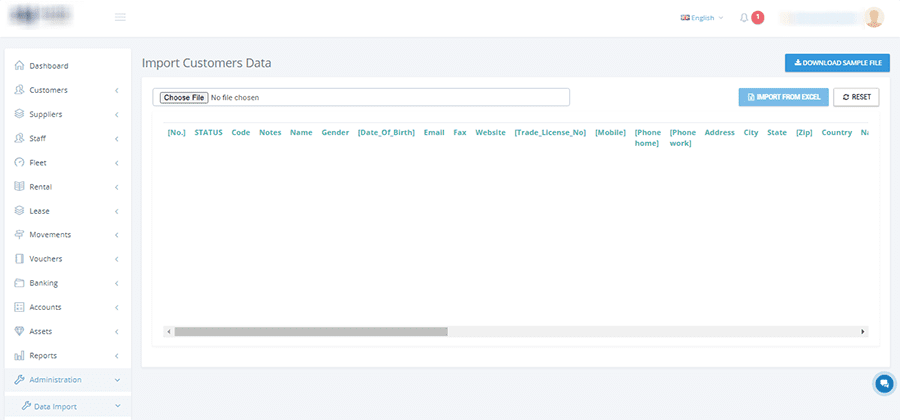 English
1
Dashboard
Customers
Suppliers
Staff
Fleet
Rental
Lease
Movements
Vouchers
Banking
Accounts
Assets
Reports
Administration
Data Import
Import Customers Data
DOWNLOAD SAMPLE FILE
Choose File No file chosen
IMPORT FROM EXCEL
RESET
[No.] STATUS Code Notes Name Gender [Date_Of_Birth] Email Fax Website [Trade_License_No] [Mobile] [Phone [Phone Address City State [Zip] Country Na
home] work]